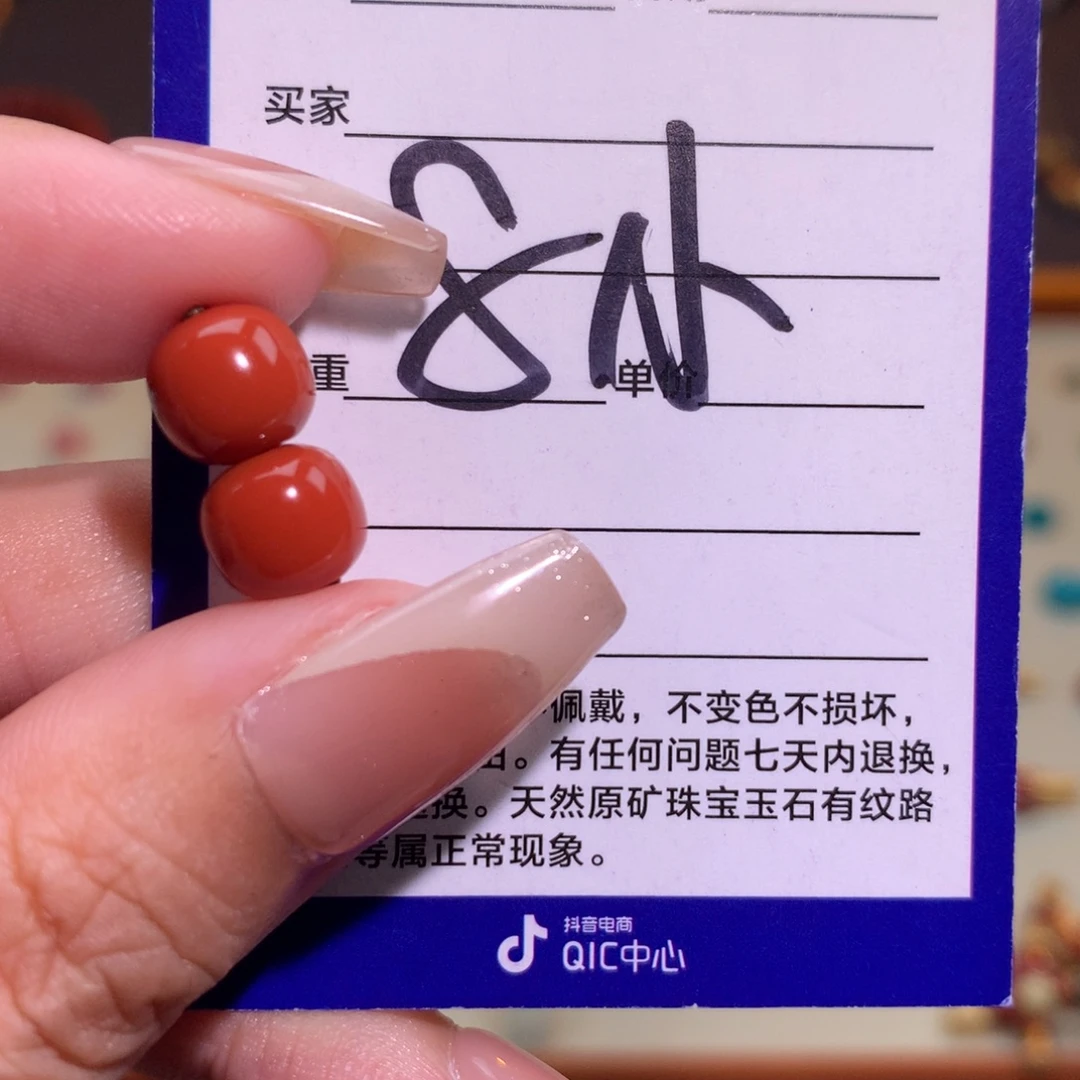 买家
8
重 单价
佩戴，不变色不损坏，
。有任何问题七天内退换，
换。天然原矿珠宝玉石有纹路
等属正常现象。
抖音电商
QIC中心